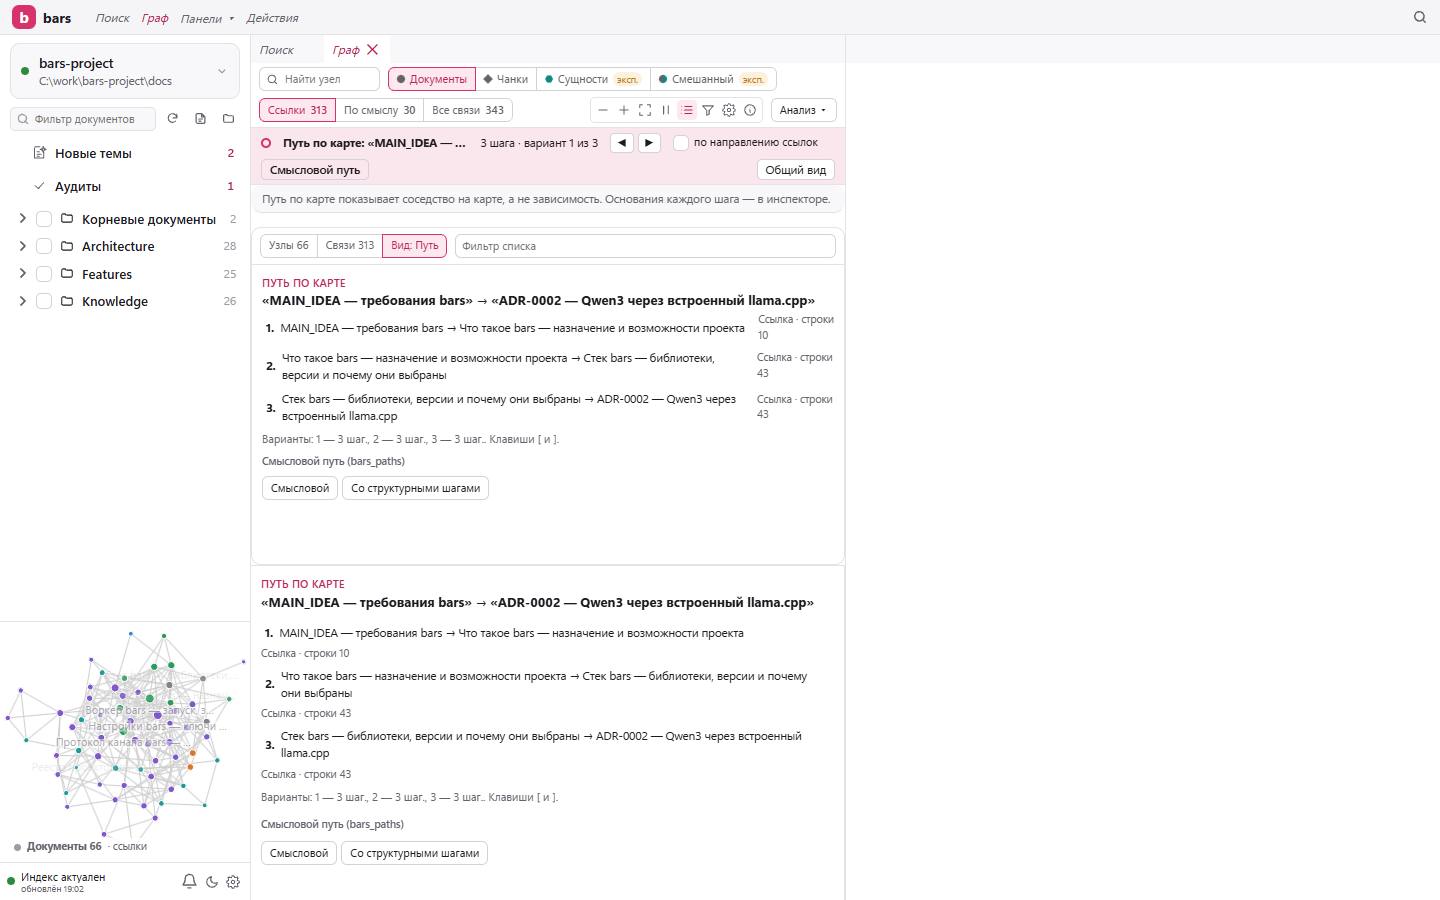 b bars Поиск Граф Панели Действия
bars-project
C:\work\bars-project\docs
Фильтр документов
Новые темы 2
Аудиты 1
Корневые документы 2
Architecture 28
Features 25
Knowledge 26
Воркер bars — запуск, з...
Настройки bars — ключи ...
Протокол канала bars — ...
Документы 66 · ссылки
Индекс актуален
обновлён 19:02
Поиск Граф
Найти узел Документы Чанки Сущности эксп. Смешанный эксп.
Ссылки 313 По смыслу 30 Все связи 343 Анализ
Путь по карте: «MAIN_IDEA — ... 3 шага · вариант 1 из 3 по направлению ссылок
Смысловой путь Общий вид
Путь по карте показывает соседство на карте, а не зависимость. Основания каждого шага — в инспекторе.
Узлы 66 Связи 313 Вид: Путь Фильтр списка
ПУТЬ ПО КАРТЕ
«MAIN_IDEA — требования bars» → «ADR-0002 — Qwen3 через встроенный llama.cpp»
1. MAIN_IDEA — требования bars → Что такое bars — назначение и возможности проекта Ссылка · строки
10
2. Что такое bars — назначение и возможности проекта → Стек bars — библиотеки, Ссылка · строки
версии и почему они выбраны 43
3. Стек bars — библиотеки, версии и почему они выбраны → ADR-0002 — Qwen3 через Ссылка · строки
встроенный llama.cpp 43
Варианты: 1 — 3 шаг., 2 — 3 шаг., 3 — 3 шаг.. Клавиши [ и ].
Смысловой путь (bars_paths)
Смысловой Со структурными шагами
ПУТЬ ПО КАРТЕ
«MAIN_IDEA — требования bars» → «ADR-0002 — Qwen3 через встроенный llama.cpp»
1. MAIN_IDEA — требования bars → Что такое bars — назначение и возможности проекта
Ссылка · строки 10
2. Что такое bars — назначение и возможности проекта → Стек bars — библиотеки, версии и почему
они выбраны
Ссылка · строки 43
3. Стек bars — библиотеки, версии и почему они выбраны → ADR-0002 — Qwen3 через встроенный
llama.cpp
Ссылка · строки 43
Варианты: 1 — 3 шаг., 2 — 3 шаг., 3 — 3 шаг.. Клавиши [ и ].
Смысловой путь (bars_paths)
Смысловой Со структурными шагами